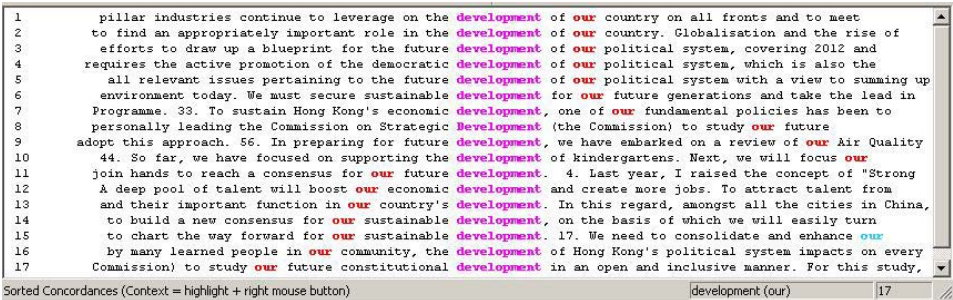 1 pillar industries continue to leverage on the development of our country on all fronts and to meet
2 to find an appropriately important role in the development of our country. Globalisation and the rise of
3 efforts to draw up a blueprint for the future development of our political system, covering 2012 and
4 requires the active promotion of the democratic development of our political system, which is also the
5 all relevant issues pertaining to the future development of our political system with a view to summing up
6 environment today. We must secure sustainable development for our future generations and take the lead in
7 Programme. 33. To sustain Hong Kong's economic development, one of our fundamental policies has been to
8 personally leading the Commission on Strategic Development (the Commission) to study our future
9 adopt this approach. 56. In preparing for future development, we have embarked on a review of our Air Quality
10 44. So far, we have focused on supporting the development of kindergartens. Next, we will focus our
11 join hands to reach a consensus for our future development. 4. Last year, I raised the concept of "Strong
12 A deep pool of talent will boost our economic development and create more jobs. To attract talent from
13 and their important function in our country's development. In this regard, amongst all the cities in China,
14 to build a new consensus for our sustainable development, on the basis of which we will easily turn
15 to chart the way forward for our sustainable development. 17. We need to consolidate and enhance our
16 by many learned people in our community, the development of Hong Kong's political system impacts on every
17 Commission) to study our future constitutional development in an open and inclusive manner. For this study,
Sorted Concordances (Context = highlight + right mouse button) development (our) 17